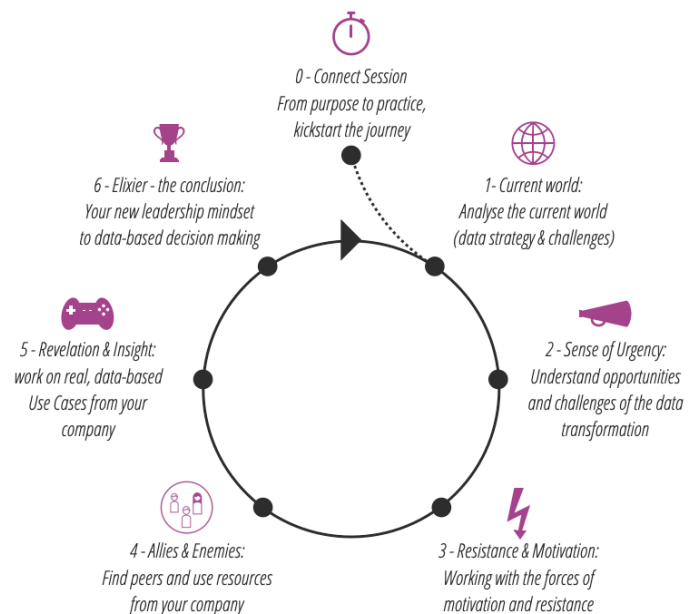 0 - Connect Session
From purpose to practice,
kickstart the journey
1- Current world:
Analyse the current world
(data strategy & challenges)
2 - Sense of Urgency:
Understand opportunities
and challenges of the data
transformation
3 - Resistance & Motivation:
Working with the forces of
motivation and resistance
4 - Allies & Enemies:
Find peers and use resources
from your company
5 - Revelation & Insight:
work on real, data-based
Use Cases from your
company
6 - Elixier - the conclusion:
Your new leadership mindset
to data-based decision making